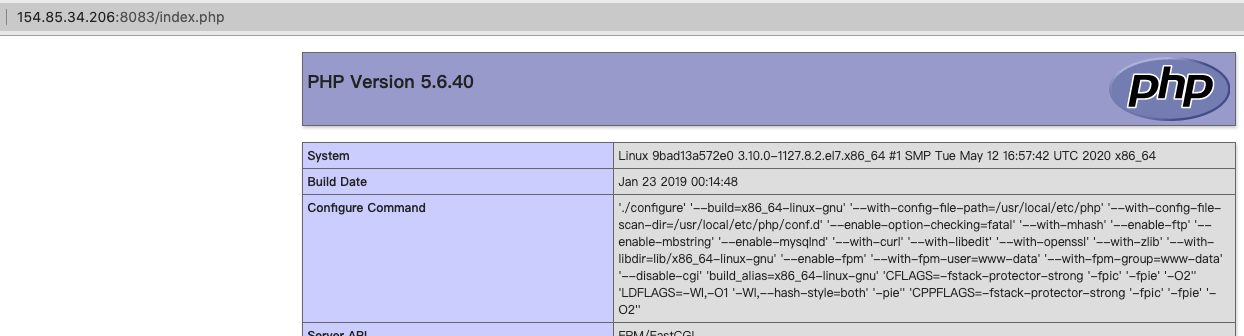 154.85.34.206:8083/index.php
PHP Version 5.6.40
php
System
Linux 9bad13a572e0 3.10.0-1127.8.2.el7.x86_64 #1 SMP Tue May 12 16:57:42 UTC 2020 x86_64
Build Date
Jan 23 2019 00:14:48
Configure Command
'./configure' '--build=x86_64-linux-gnu' '--with-config-file-path=/usr/local/etc/php' '--with-config-file-
scan-dir=/usr/local/etc/php/conf.d' '--enable-option-checking=fatal' '--with-mhash' '--enable-ftp' '--
enable-mbstring' '--enable-mysqlnd' '--with-curl' '--with-libedit' '--with-openssl' '--with-zlib' '--with-
libdir=lib/x86_64-linux-gnu' '--enable-fpm' '--with-fpm-user=www-data' '--with-fpm-group=www-data'
'--disable-cgi' 'build_alias=x86_64-linux-gnu' 'CFLAGS=-fstack-protector-strong '-fpic' '-fpie' '-O2''
'LDFLAGS=-Wl,-O1 '-Wl,--hash-style=both' '-pie'' 'CPPFLAGS=-fstack-protector-strong '-fpic' '-fpie' '-
O2''
Server API
FPM/FastCGI